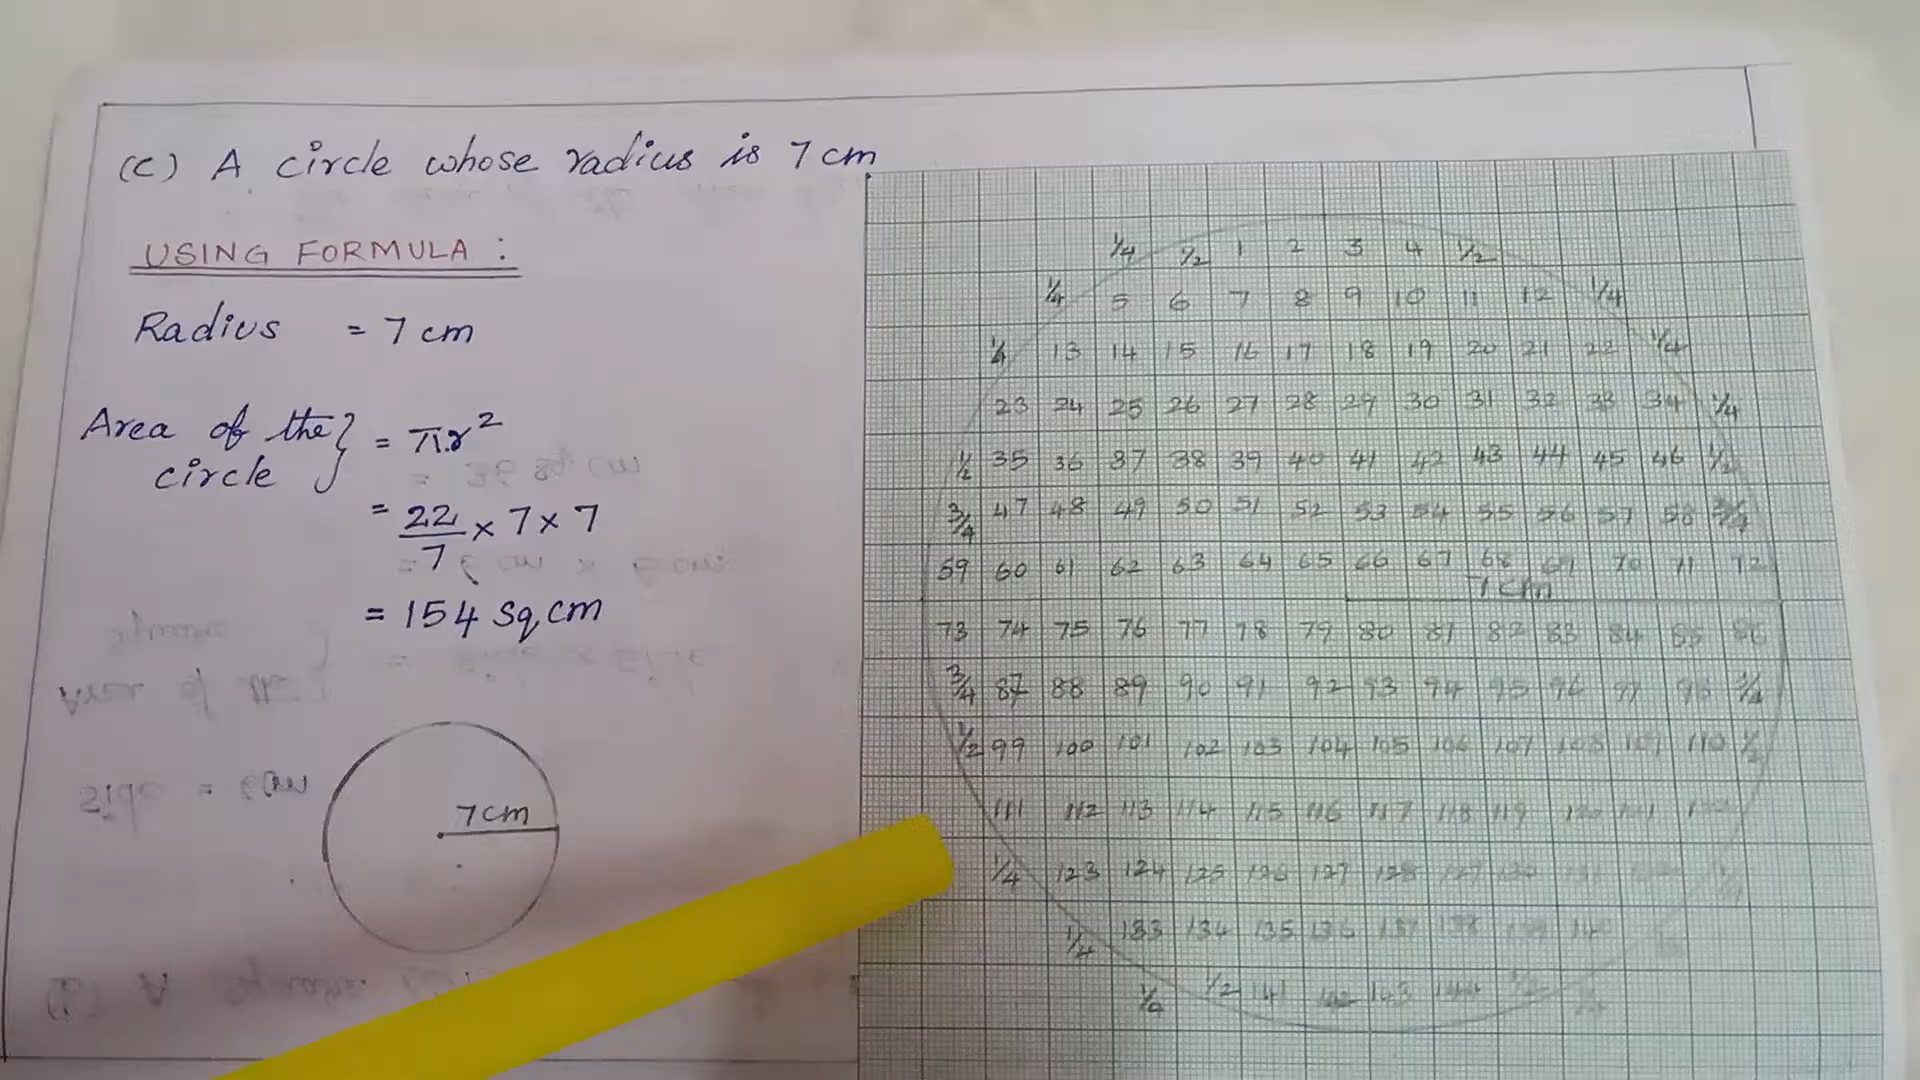 (c) A circle whose radius is 7 cm
USING FORMULA :
Radius = 7 cm
Area of the circle } = πr²
= 22/7 × 7 × 7
= 154 sq.cm
7cm
1/4 1/2 1 2 3 4 1/2
1/4 5 6 7 8 9 10 11 12 1/4
1/4 13 14 15 16 17 18 19 20 21 22 1/4
23 24 25 26 27 28 29 30 31 32 33 34 1/4
1/2 35 36 37 38 39 40 41 42 43 44 45 46 1/2
3/4 47 48 49 50 51 52 53 54 55 56 57 58 3/4
59 60 61 62 63 64 65 66 67 68 69 70 71 72
7cm
73 74 75 76 77 78 79 80 81 82 83 84 85 86
3/4 87 88 89 90 91 92 93 94 95 96 97 98 3/4
1/2 99 100 101 102 103 104 105 106 107 108 109 110 1/2
111 112 113 114 115 116 117 118 119 120 121
1/4 123 124 125 126 127 128 129 130
1/4 133 134 135 136 137 138
1/4 1/2 141 142 143 144 1/2